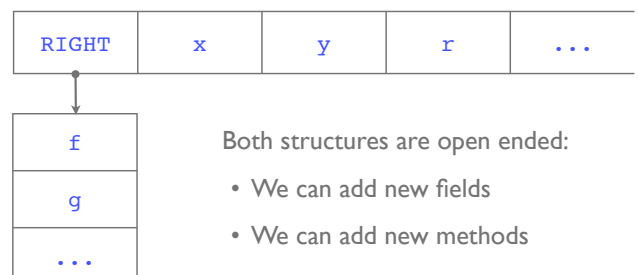 RIGHT x y r ...
f
g
...
Both structures are open ended:
• We can add new fields
• We can add new methods